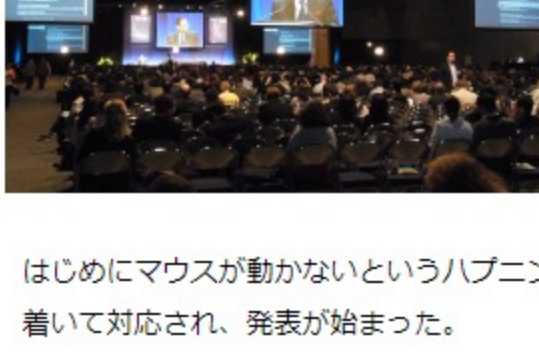 はじめにマウスが動かないというハプニン
着いて対応され、発表が始まった。